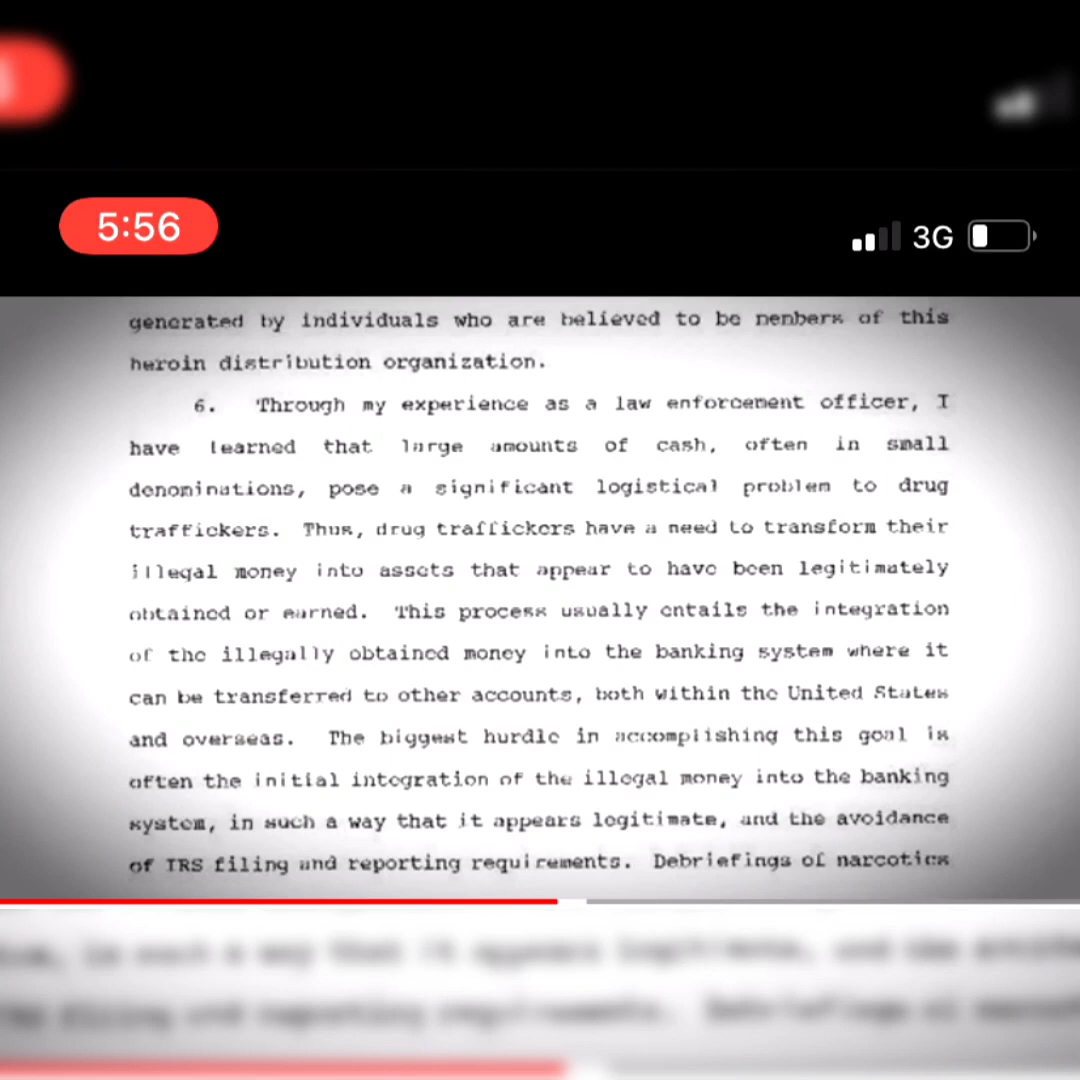 5:56
3G
generated by individuals who are believed to be members of this
heroin distribution organization.
6. Through my experience as a law enforcement officer, I
have learned that large amounts of cash, often in small
denominations, pose a significant logistical problem to drug
traffickers. Thus, drug traffickers have a need to transform their
illegal money into assets that appear to have been legitimately
obtained or earned. This process usually entails the integration
of the illegally obtained money into the banking system where it
can be transferred to other accounts, both within the United States
and overseas. The biggest hurdle in accomplishing this goal is
often the initial integration of the illegal money into the banking
system, in such a way that it appears legitimate, and the avoidance
of IRS filing and reporting requirements. Debriefings of narcotics